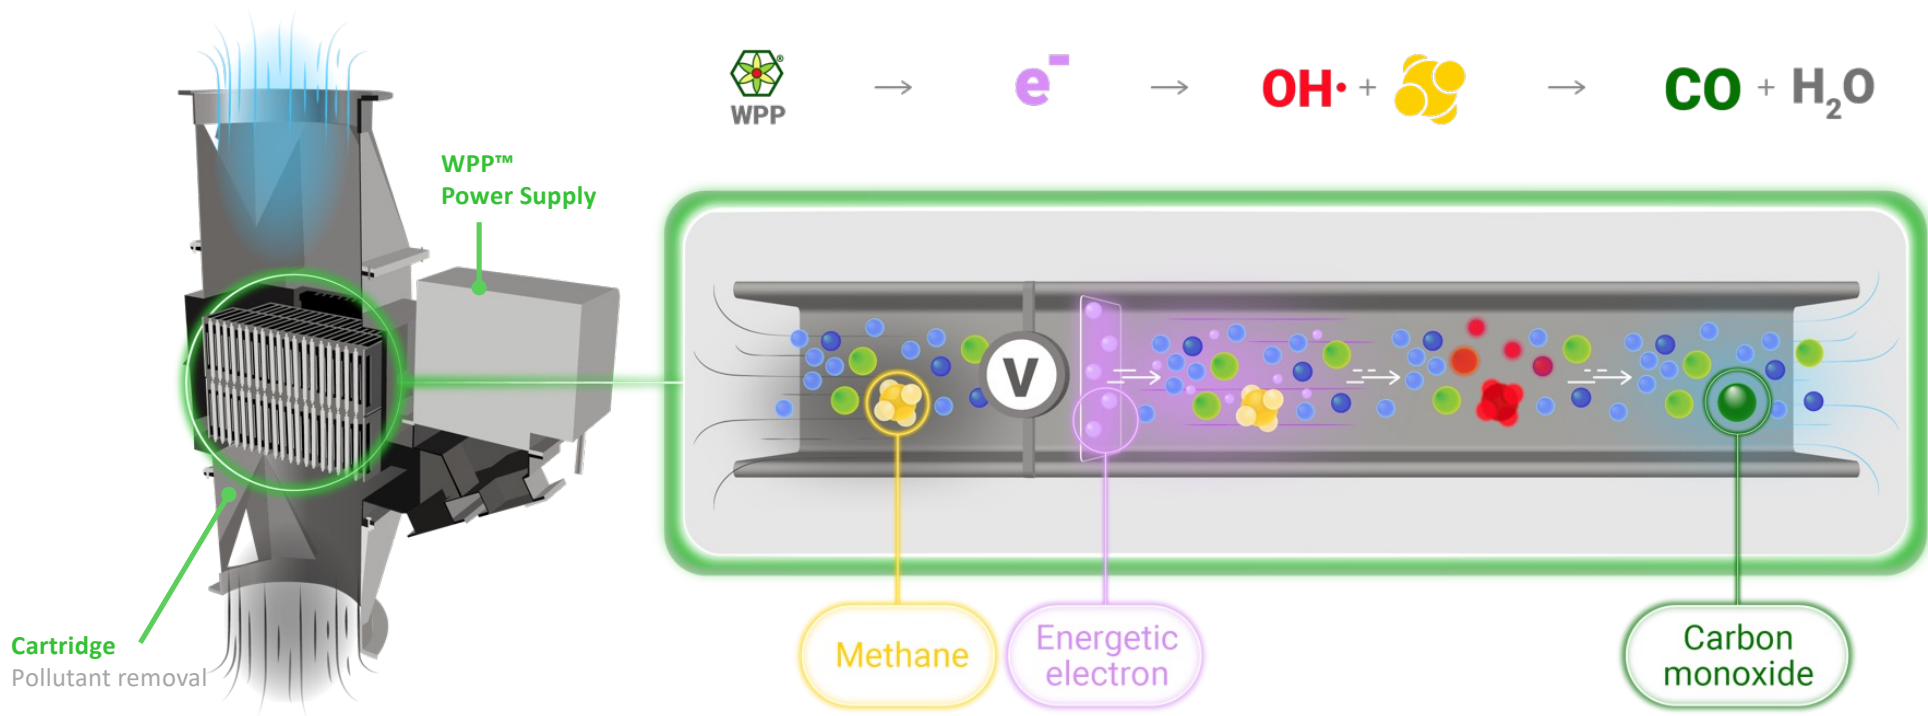 WPP
→
e⁻
→
OH• +
→
CO + H₂O
WPP™
Power Supply
V
Cartridge
Pollutant removal
Methane
Energetic
electron
Carbon
monoxide